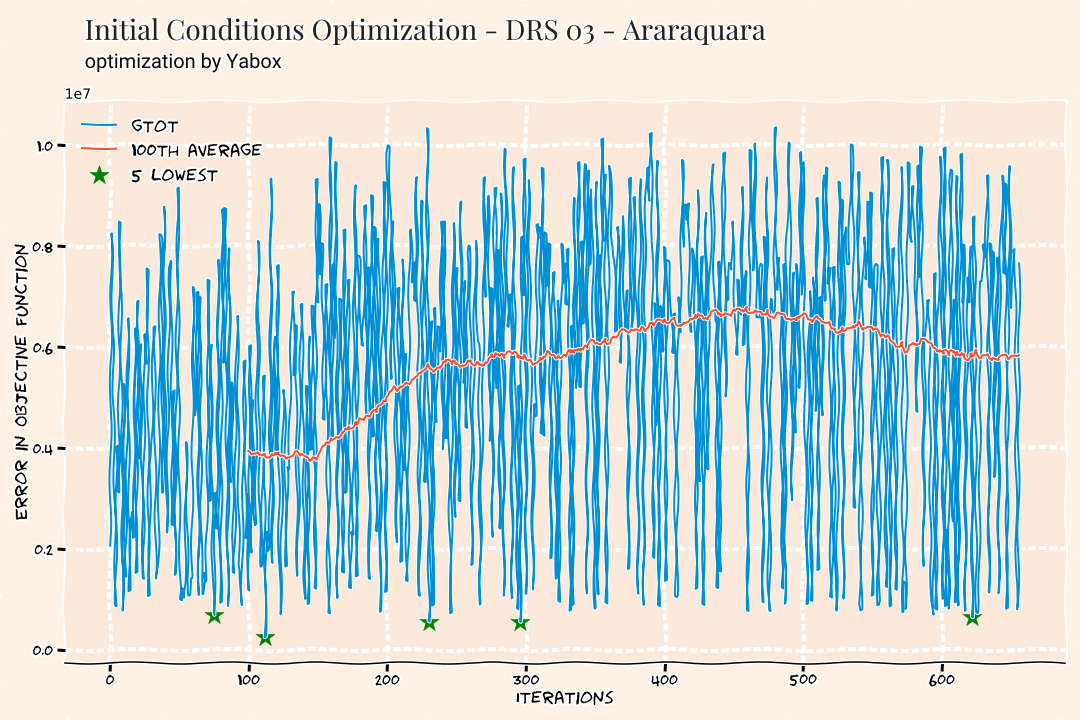 Initial Conditions Optimization - DRS 03 - Araraquara
optimization by Yabox
1e7
GTOT
100TH AVERAGE
5 LOWEST
1.0
0.8
0.6
0.4
0.2
0.0
ERROR IN OBJECTIVE FUNCTION
0 100 200 300 400 500 600
ITERATIONS